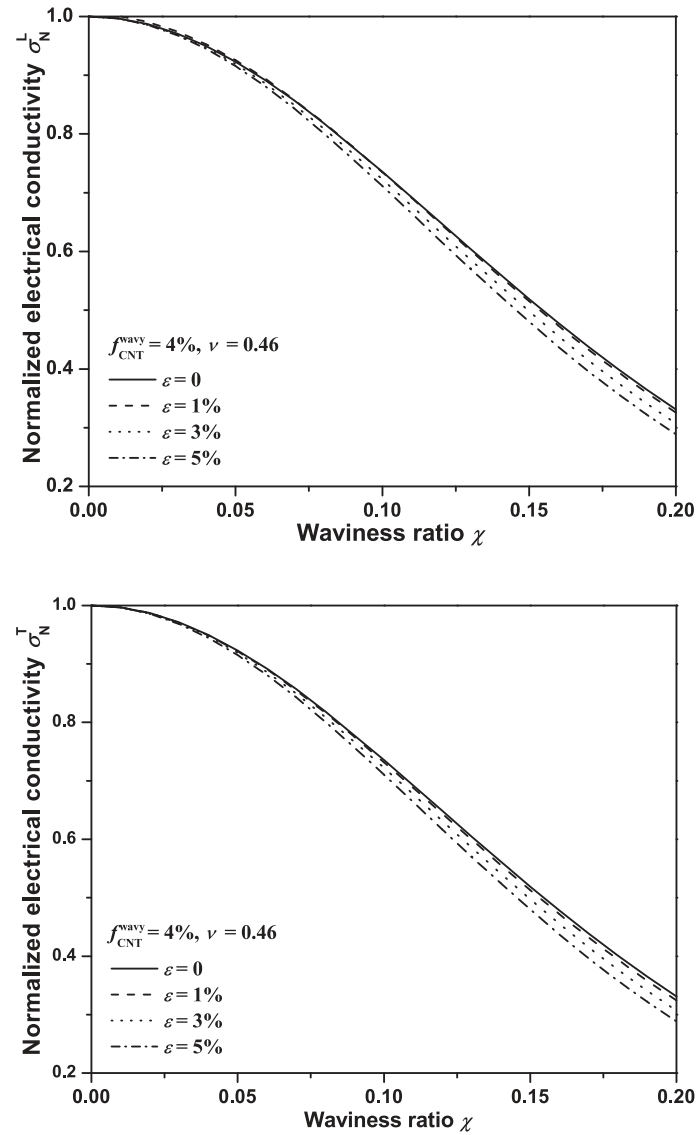 Normalized electrical conductivity σ_N^L
1.0
0.8
0.6
0.4
0.2
f_CNT^wavy = 4%, ν = 0.46
ε = 0
ε = 1%
ε = 3%
ε = 5%
0.00 0.05 0.10 0.15 0.20
Waviness ratio χ
Normalized electrical conductivity σ_N^T
1.0
0.8
0.6
0.4
0.2
f_CNT^wavy = 4%, ν = 0.46
ε = 0
ε = 1%
ε = 3%
ε = 5%
0.00 0.05 0.10 0.15 0.20
Waviness ratio χ